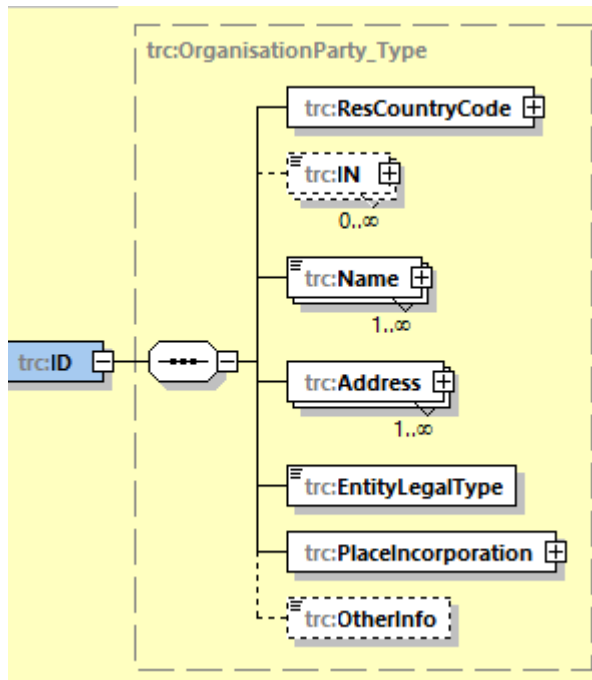 trc:OrganisationParty_Type
trc:ResCountryCode
trc:IN
0..∞
trc:Name
1..∞
trc:ID
trc:Address
1..∞
trc:EntityLegalType
trc:PlaceIncorporation
trc:OtherInfo